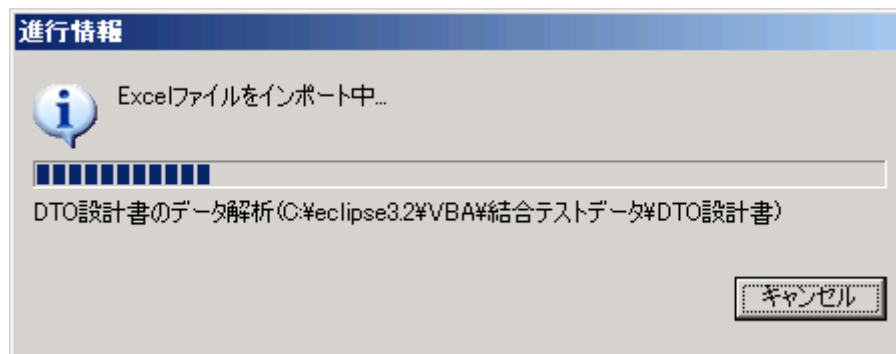 進行情報
Excelファイルをインポート中...
DTO設計書のデータ解析(C:¥eclipse3.2¥VBA¥結合テストデータ¥DTO設計書)
キャンセル